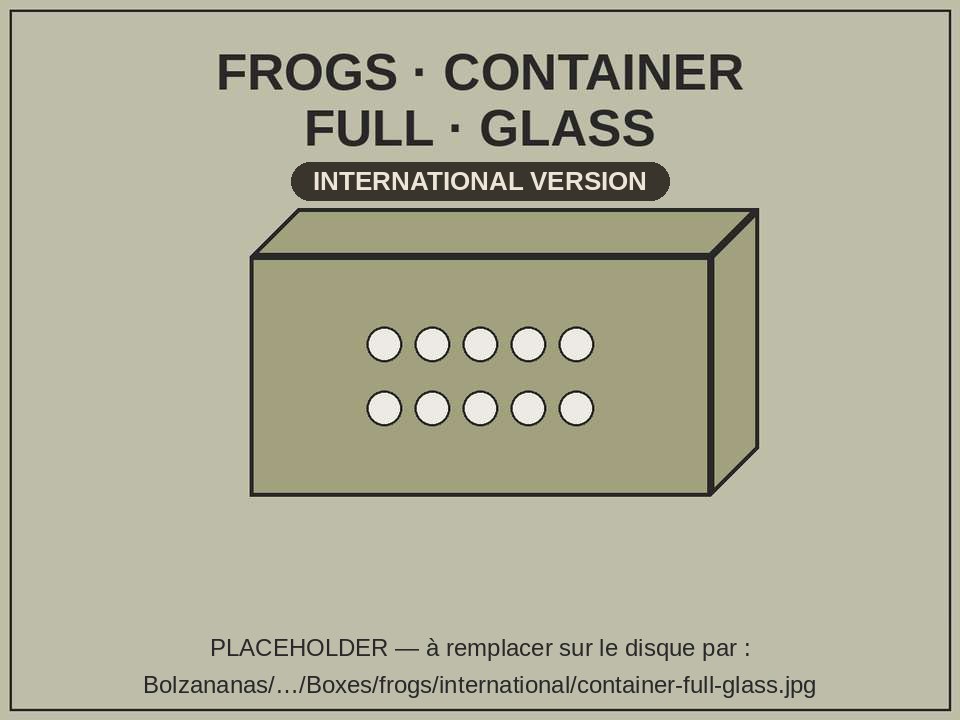 FROGS · CONTAINER
FULL · GLASS
INTERNATIONAL VERSION
PLACEHOLDER — à remplacer sur le disque par :
Bolzananas/…/Boxes/frogs/international/container-full-glass.jpg